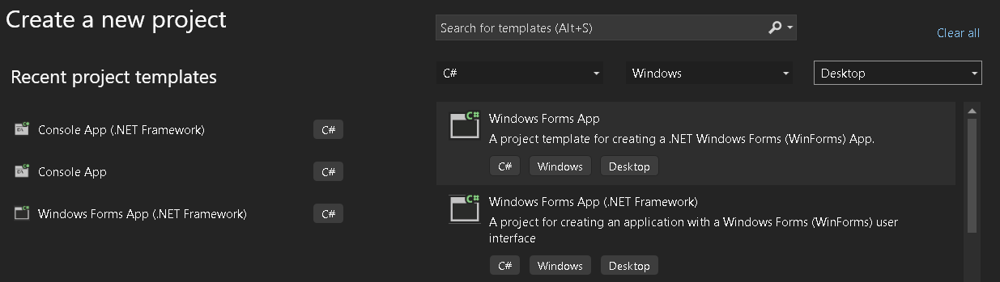 Create a new project
Search for templates (Alt+S)
Clear all
C#
Windows
Desktop
Recent project templates
Console App (.NET Framework)
C#
Console App
C#
Windows Forms App (.NET Framework)
C#
Windows Forms App
A project template for creating a .NET Windows Forms (WinForms) App.
C#
Windows
Desktop
Windows Forms App (.NET Framework)
A project for creating an application with a Windows Forms (WinForms) user
interface
C#
Windows
Desktop